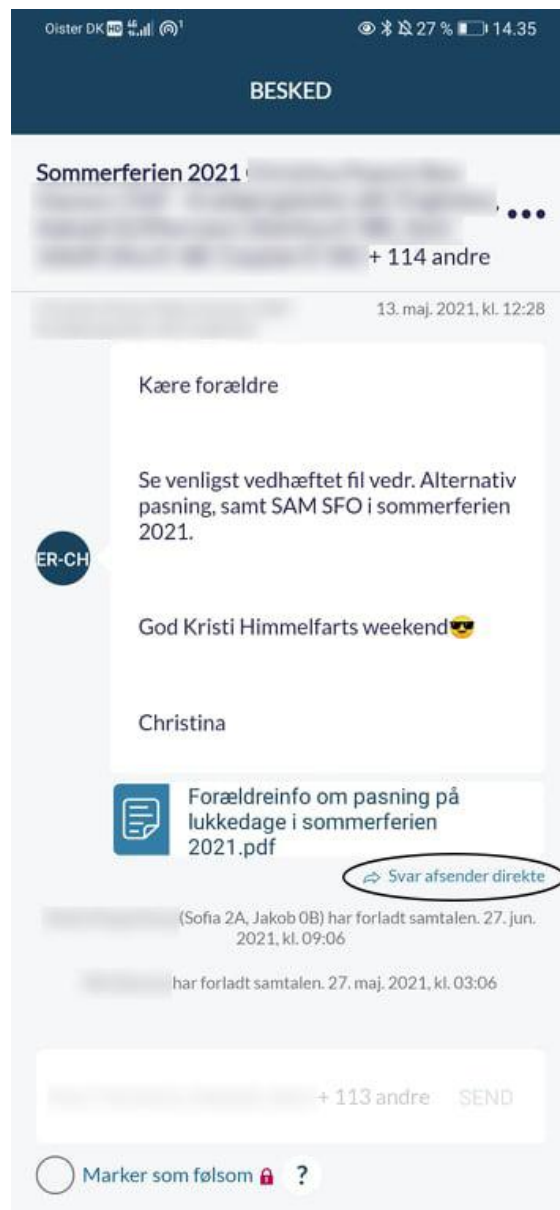 Oister DK HD 4G 1 27 % 14.35
BESKED
Sommerferien 2021
+ 114 andre
13. maj. 2021, kl. 12:28
Kære forældre
Se venligst vedhæftet fil vedr. Alternativ
pasning, samt SAM SFO i sommerferien
2021.
ER-CH
God Kristi Himmelfarts weekend😎
Christina
Forældreinfo om pasning på
lukkedage i sommerferien
2021.pdf
Svar afsender direkte
(Sofia 2A, Jakob 0B) har forladt samtalen. 27. jun.
2021, kl. 09:06
har forladt samtalen. 27. maj. 2021, kl. 03:06
+ 113 andre SEND
Marker som følsom ?